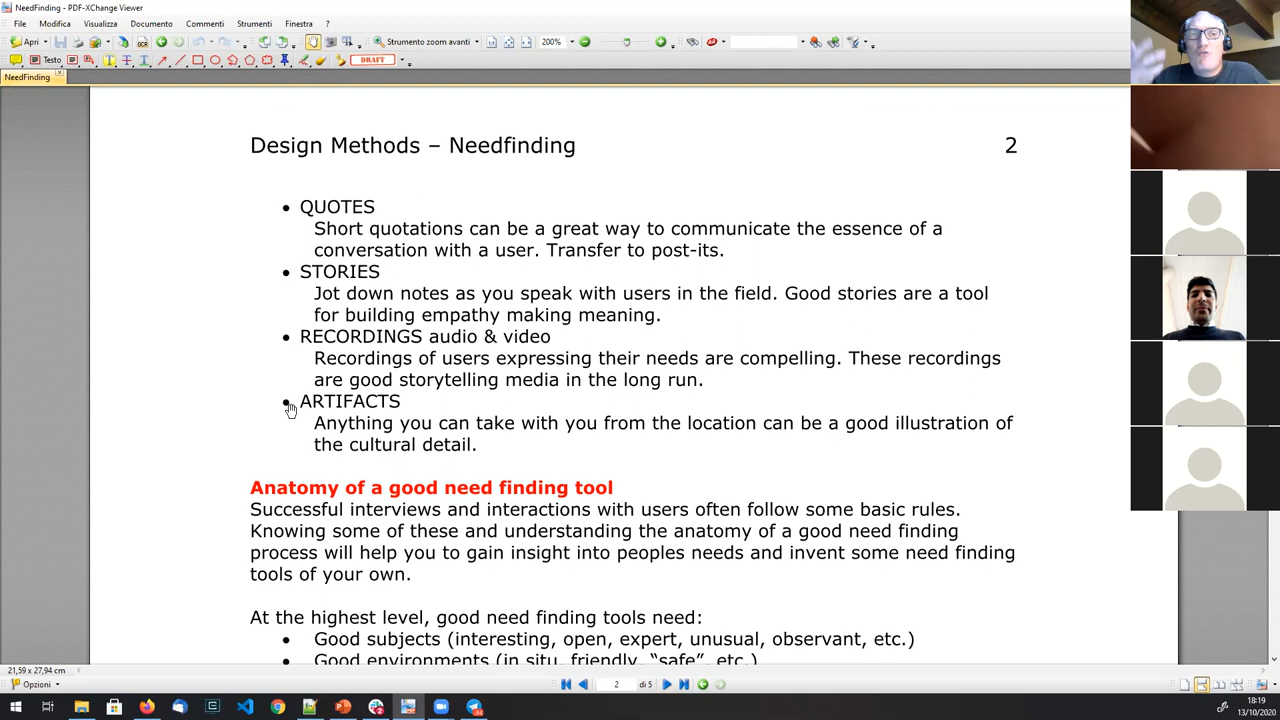 NeedFinding - PDF-XChange Viewer
File Modifica Visualizza Documento Commenti Strumenti Finestra ?
Apri OCR Strumento zoom avanti 200%
Testo DRAFT
NeedFinding
Design Methods – Needfinding 2
• QUOTES
Short quotations can be a great way to communicate the essence of a
conversation with a user. Transfer to post-its.
• STORIES
Jot down notes as you speak with users in the field. Good stories are a tool
for building empathy making meaning.
• RECORDINGS audio & video
Recordings of users expressing their needs are compelling. These recordings
are good storytelling media in the long run.
• ARTIFACTS
Anything you can take with you from the location can be a good illustration of
the cultural detail.
Anatomy of a good need finding tool
Successful interviews and interactions with users often follow some basic rules.
Knowing some of these and understanding the anatomy of a good need finding
process will help you to gain insight into peoples needs and invent some need finding
tools of your own.
At the highest level, good need finding tools need:
• Good subjects (interesting, open, expert, unusual, observant, etc.)
• Good environments (in situ, friendly, “safe”, etc.)
21,59 x 27,94 cm
Opzioni 2 di 5
18:19
13/10/2020